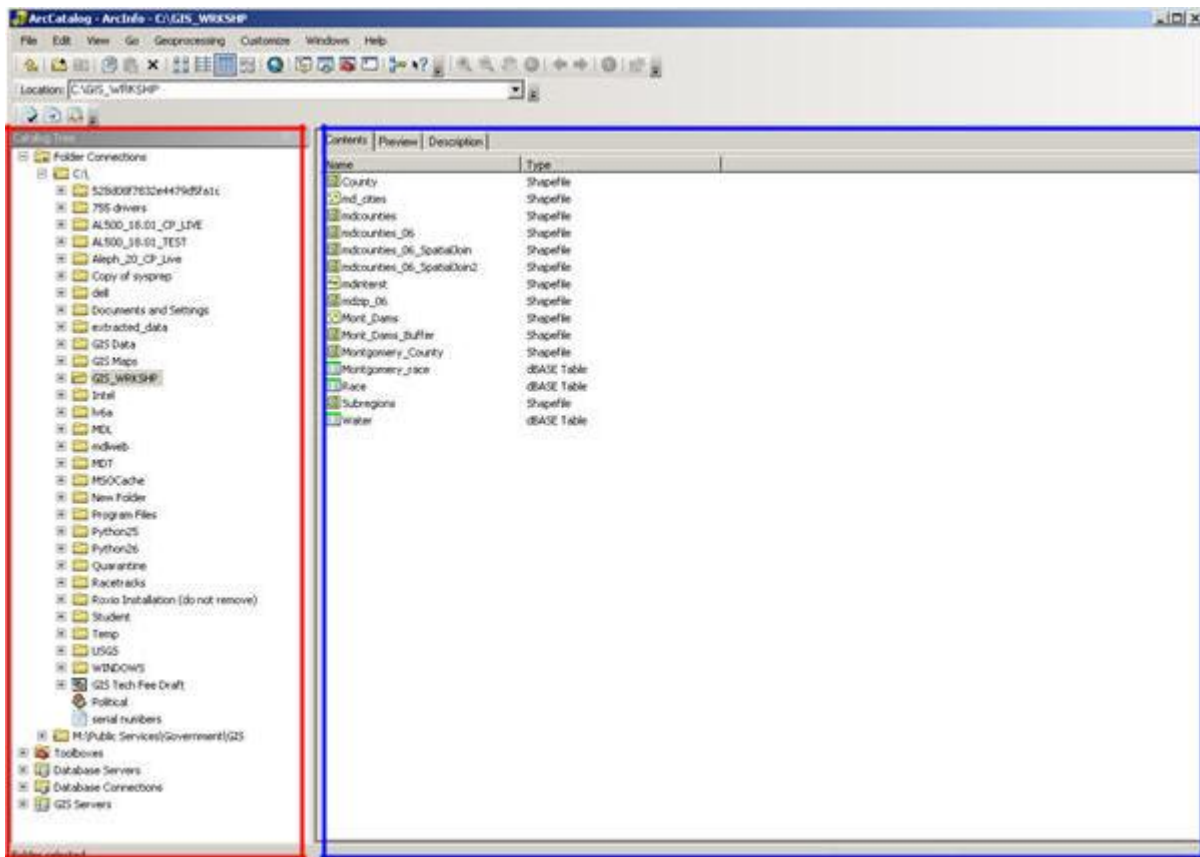 ArcCatalog - ArcInfo - C:\GIS_WRKSHP
File Edit View Go Geoprocessing Customize Windows Help
Location: C:\GIS_WRKSHP
Catalog Tree
Folder Connections
C:\
755 drivers
AL500_18.01_CP_LIVE
AL500_18.01_TEST
Aleph_20_CP_Live
Copy of sysprep
dell
Documents and Settings
extracted_data
GIS Data
GIS Maps
GIS_WRKSHP
Intel
lv6a
MDL
mdlweb
MDT
MSOCache
New Folder
Program Files
Python25
Python26
Quarantine
Racetracks
Roxio Installation (do not remove)
Student
Temp
USGS
WINDOWS
GIS Tech Fee Draft
Political
serial numbers
M:\Public Services\Government\GIS
Toolboxes
Database Servers
Database Connections
GIS Servers
Folder selected
Contents Preview Description
Name Type
County Shapefile
md_cities Shapefile
mdcounties Shapefile
mdcounties_06 Shapefile
mdcounties_06_SpatialJoin Shapefile
mdcounties_06_SpatialJoin2 Shapefile
mdinterst Shapefile
mdzip_06 Shapefile
Mont_Dams Shapefile
Mont_Dams_Buffer Shapefile
Montgomery_County Shapefile
Montgomery_race dBASE Table
Race dBASE Table
Subregions Shapefile
Water dBASE Table